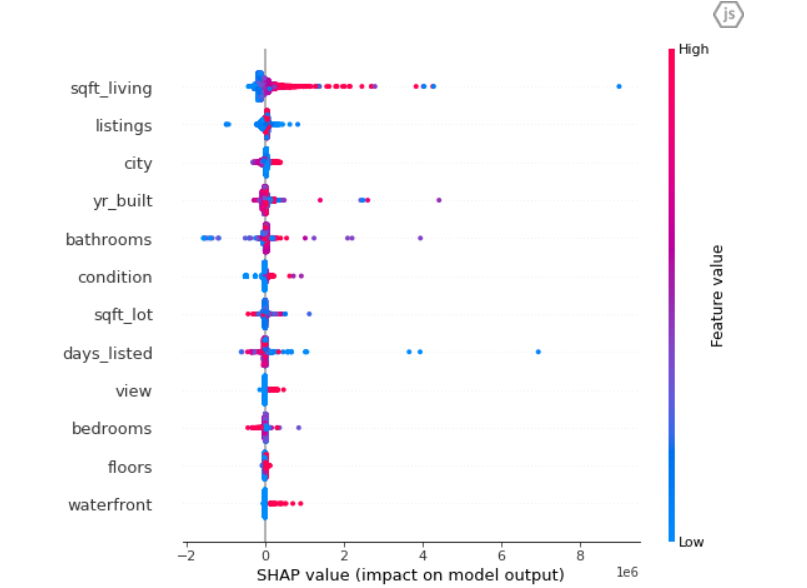 js
High
sqft_living
listings
city
yr_built
bathrooms
condition
sqft_lot
days_listed
view
bedrooms
floors
waterfront
Feature value
Low
−2 0 2 4 6 8
1e6
SHAP value (impact on model output)